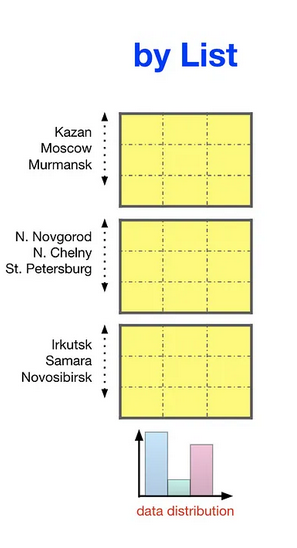 by List
Kazan
Moscow
Murmansk
N. Novgorod
N. Chelny
St. Petersburg
Irkutsk
Samara
Novosibirsk
data distribution